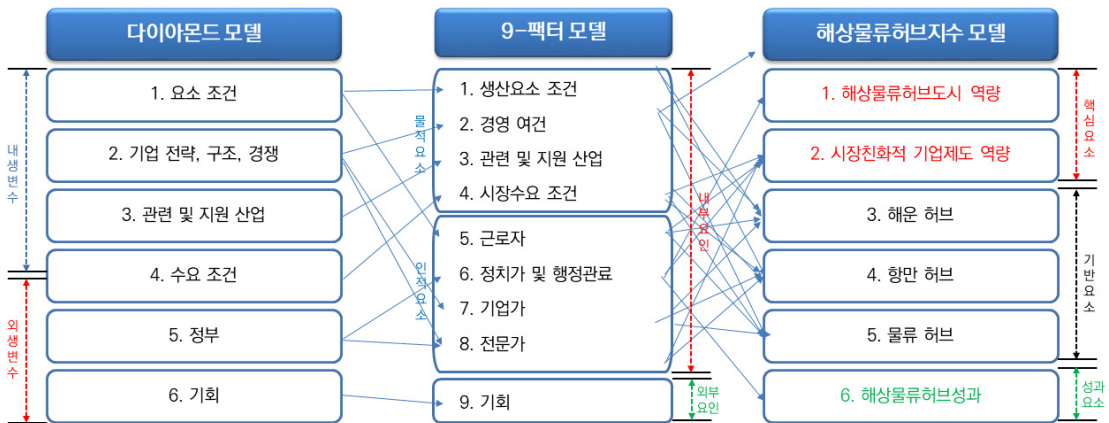 다이아몬드 모델
9-팩터 모델
해상물류허브지수 모델
내생변수
외생변수
1. 요소 조건
2. 기업 전략, 구조, 경쟁
3. 관련 및 지원 산업
4. 수요 조건
5. 정부
6. 기회
물적요소
인적요소
1. 생산요소 조건
2. 경영 여건
3. 관련 및 지원 산업
4. 시장수요 조건
5. 근로자
6. 정치가 및 행정관료
7. 기업가
8. 전문가
9. 기회
내부요인
외부
요인
1. 해상물류허브도시 역량
2. 시장친화적 기업제도 역량
3. 해운 허브
4. 항만 허브
5. 물류 허브
6. 해상물류허브성과
핵심요소
기반요소
성과
요소